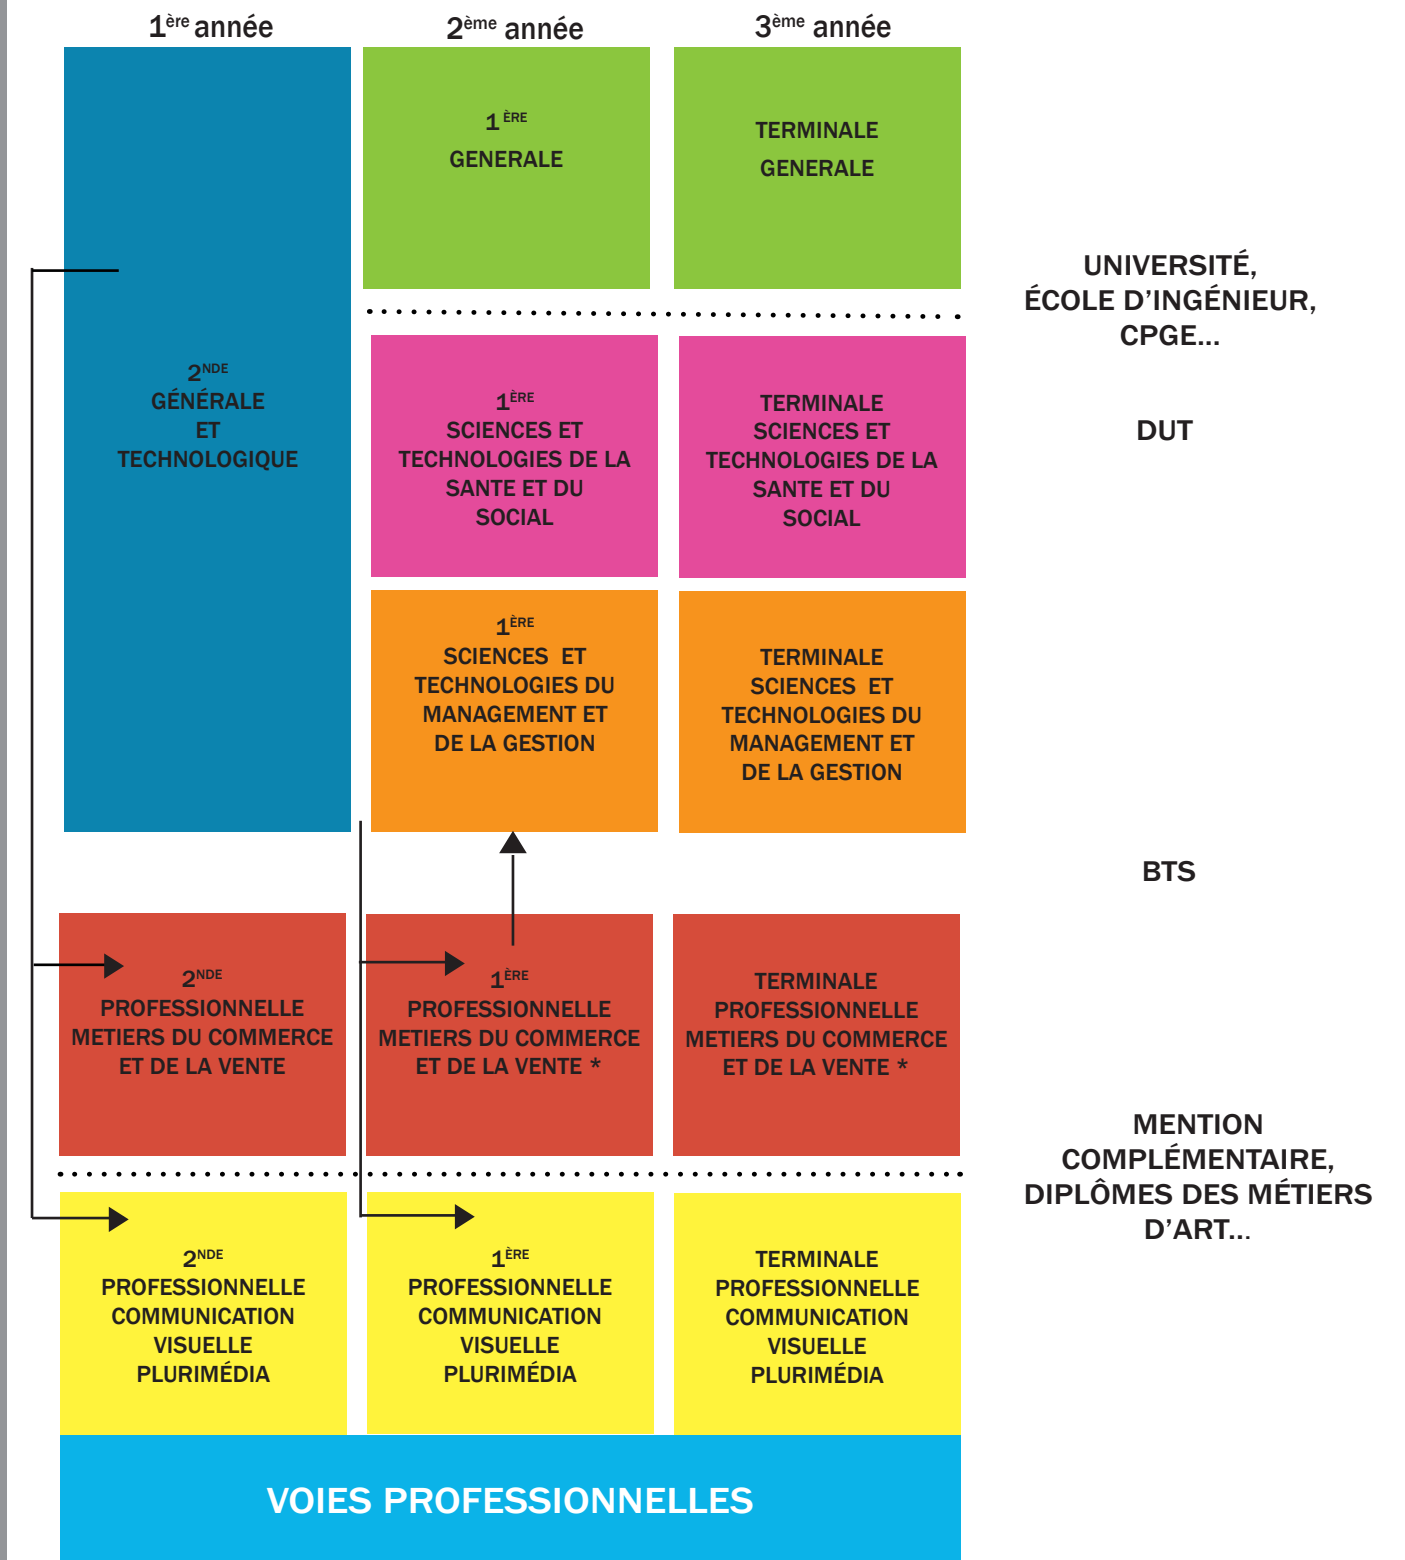 1ère année
2ème année
3ème année
1 ÈRE
GENERALE
TERMINALE
GENERALE
UNIVERSITÉ,
ÉCOLE D’INGÉNIEUR,
CPGE...
2NDE
GÉNÉRALE
ET
TECHNOLOGIQUE
1ÈRE
SCIENCES ET
TECHNOLOGIES DE LA
SANTE ET DU
SOCIAL
TERMINALE
SCIENCES ET
TECHNOLOGIES DE LA
SANTE ET DU
SOCIAL
DUT
1ÈRE
SCIENCES ET
TECHNOLOGIES DU
MANAGEMENT ET
DE LA GESTION
TERMINALE
SCIENCES ET
TECHNOLOGIES DU
MANAGEMENT ET
DE LA GESTION
BTS
2NDE
PROFESSIONNELLE
METIERS DU COMMERCE
ET DE LA VENTE
1ÈRE
PROFESSIONNELLE
METIERS DU COMMERCE
ET DE LA VENTE *
TERMINALE
PROFESSIONNELLE
METIERS DU COMMERCE
ET DE LA VENTE *
MENTION
COMPLÉMENTAIRE,
DIPLÔMES DES MÉTIERS
D’ART...
2NDE
PROFESSIONNELLE
COMMUNICATION
VISUELLE
PLURIMÉDIA
1ÈRE
PROFESSIONNELLE
COMMUNICATION
VISUELLE
PLURIMÉDIA
TERMINALE
PROFESSIONNELLE
COMMUNICATION
VISUELLE
PLURIMÉDIA
VOIES PROFESSIONNELLES